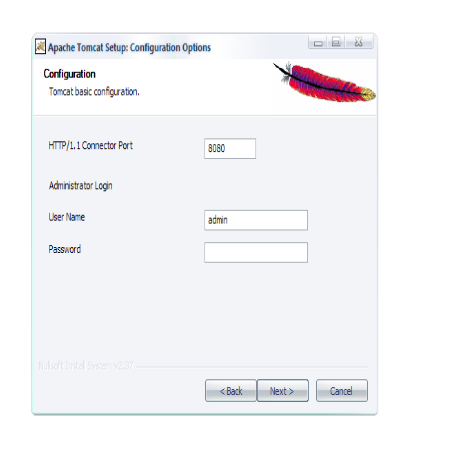 Apache Tomcat Setup: Configuration Options
Configuration
Tomcat basic configuration.
HTTP/1.1 Connector Port
8080
Administrator Login
User Name
admin
Password
Nullsoft Install System v2.37
< Back
Next >
Cancel